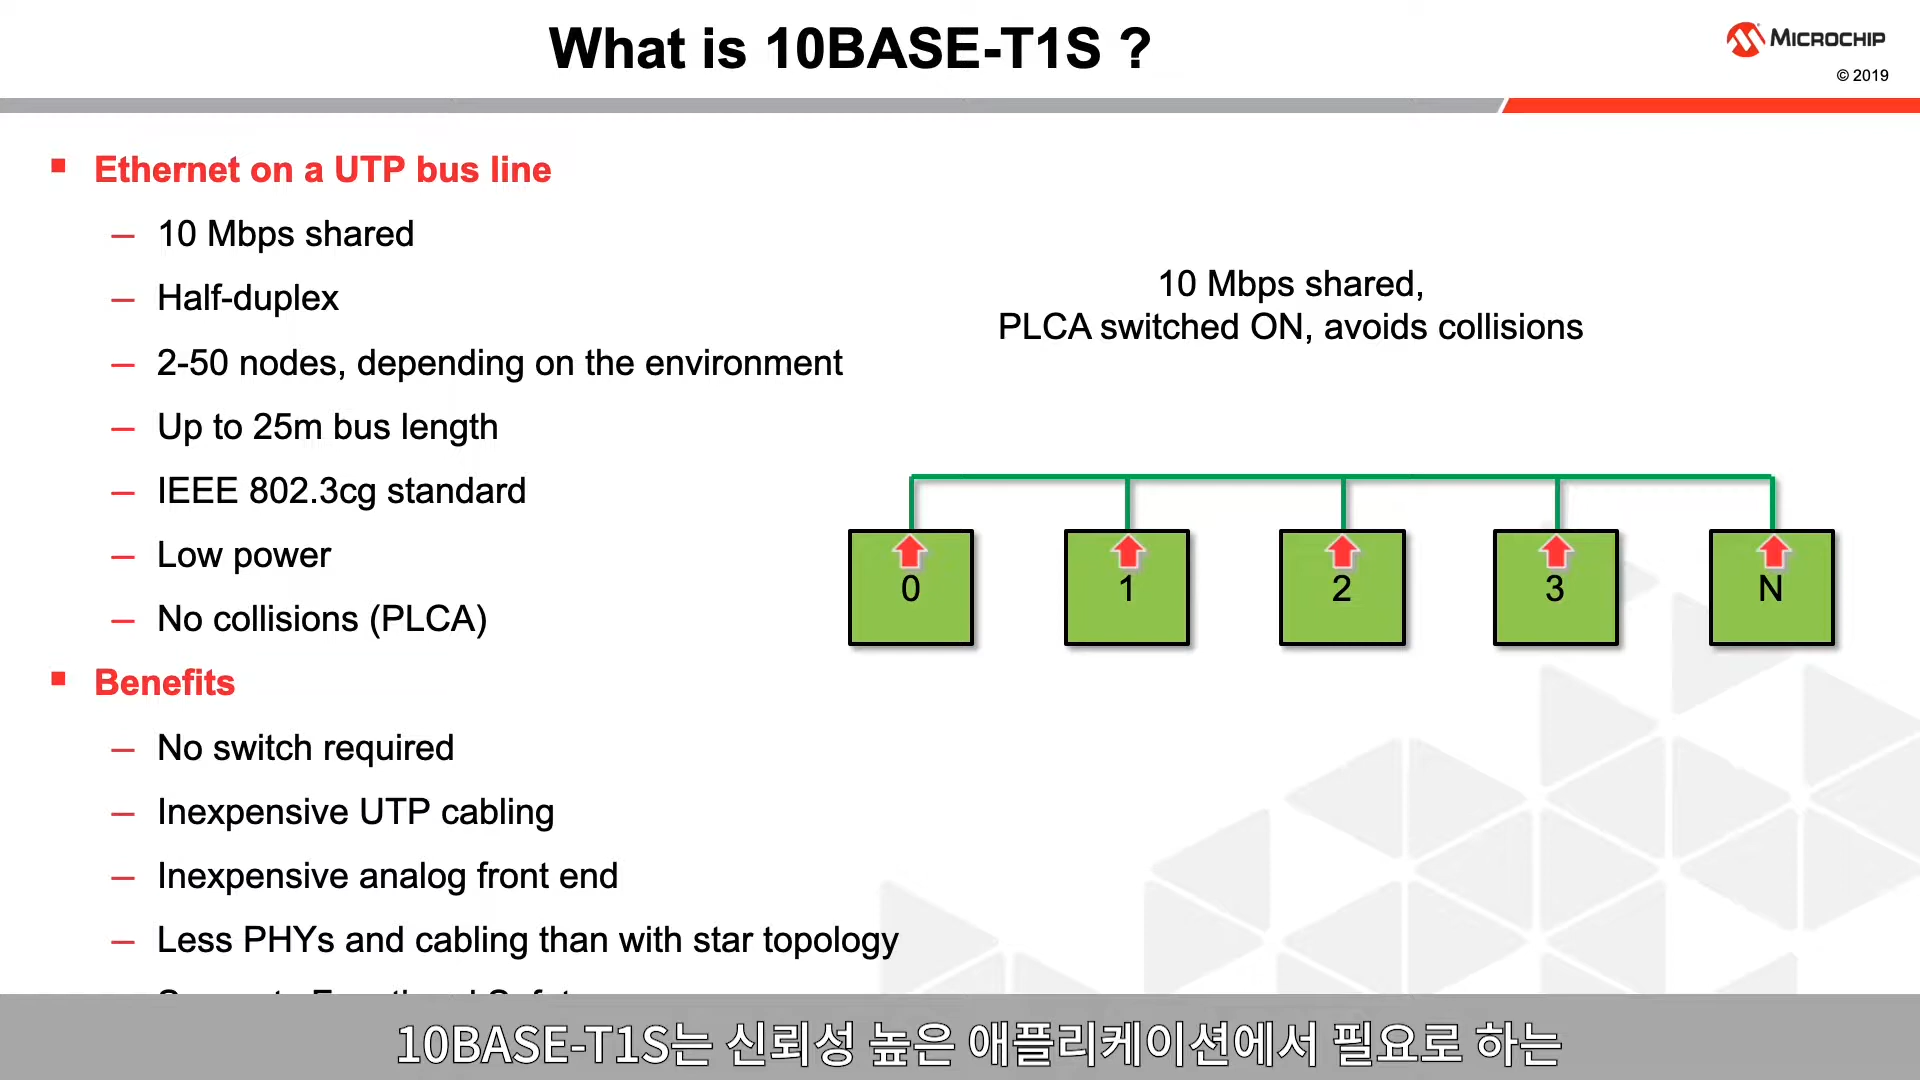 What is 10BASE-T1S ?
MICROCHIP
© 2019
Ethernet on a UTP bus line
– 10 Mbps shared
– Half-duplex
– 2-50 nodes, depending on the environment
– Up to 25m bus length
– IEEE 802.3cg standard
– Low power
– No collisions (PLCA)
Benefits
– No switch required
– Inexpensive UTP cabling
– Inexpensive analog front end
– Less PHYs and cabling than with star topology
10 Mbps shared,
PLCA switched ON, avoids collisions
0 1 2 3 N
10BASE-T1S는 신뢰성 높은 애플리케이션에서 필요로 하는